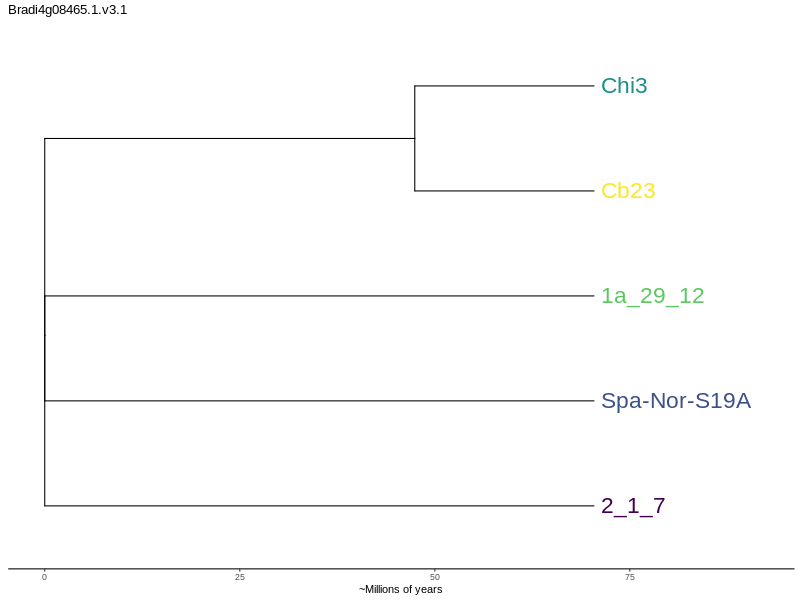 Bradi4g08465.1.v3.1
Chi3
Cb23
1a_29_12
Spa-Nor-S19A
2_1_7
0 25 50 75
~Millions of years